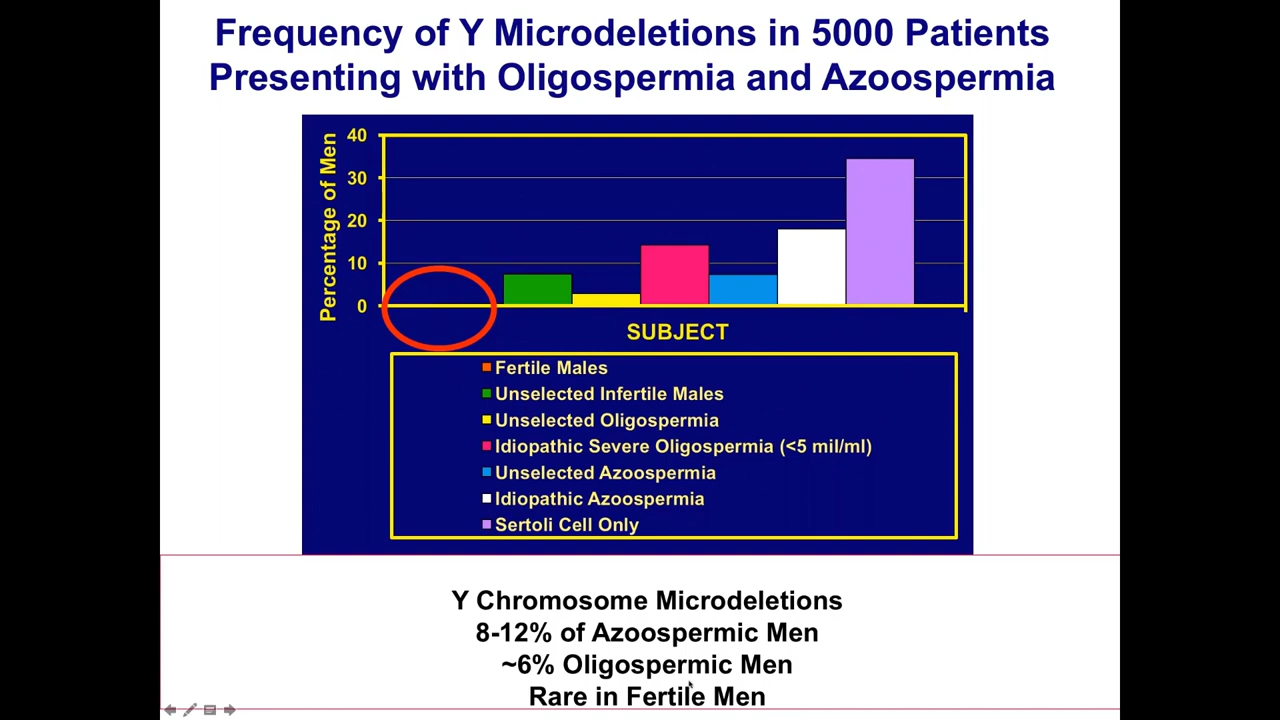 Frequency of Y Microdeletions in 5000 Patients
Presenting with Oligospermia and Azoospermia
Percentage of Men
40
30
20
10
0
SUBJECT
Fertile Males
Unselected Infertile Males
Unselected Oligospermia
Idiopathic Severe Oligospermia (<5 mil/ml)
Unselected Azoospermia
Idiopathic Azoospermia
Sertoli Cell Only
Y Chromosome Microdeletions
8-12% of Azoospermic Men
~6% Oligospermic Men
Rare in Fertile Men